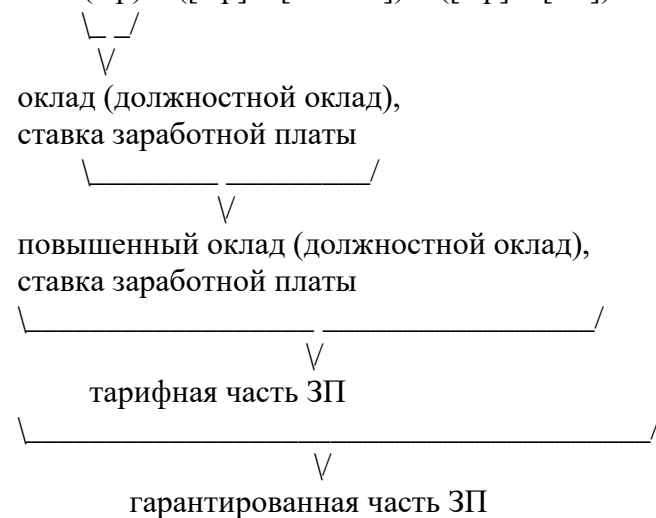 оклад (должностной оклад),
ставка заработной платы
повышенный оклад (должностной оклад),
ставка заработной платы
тарифная часть ЗП
гарантированная часть ЗП